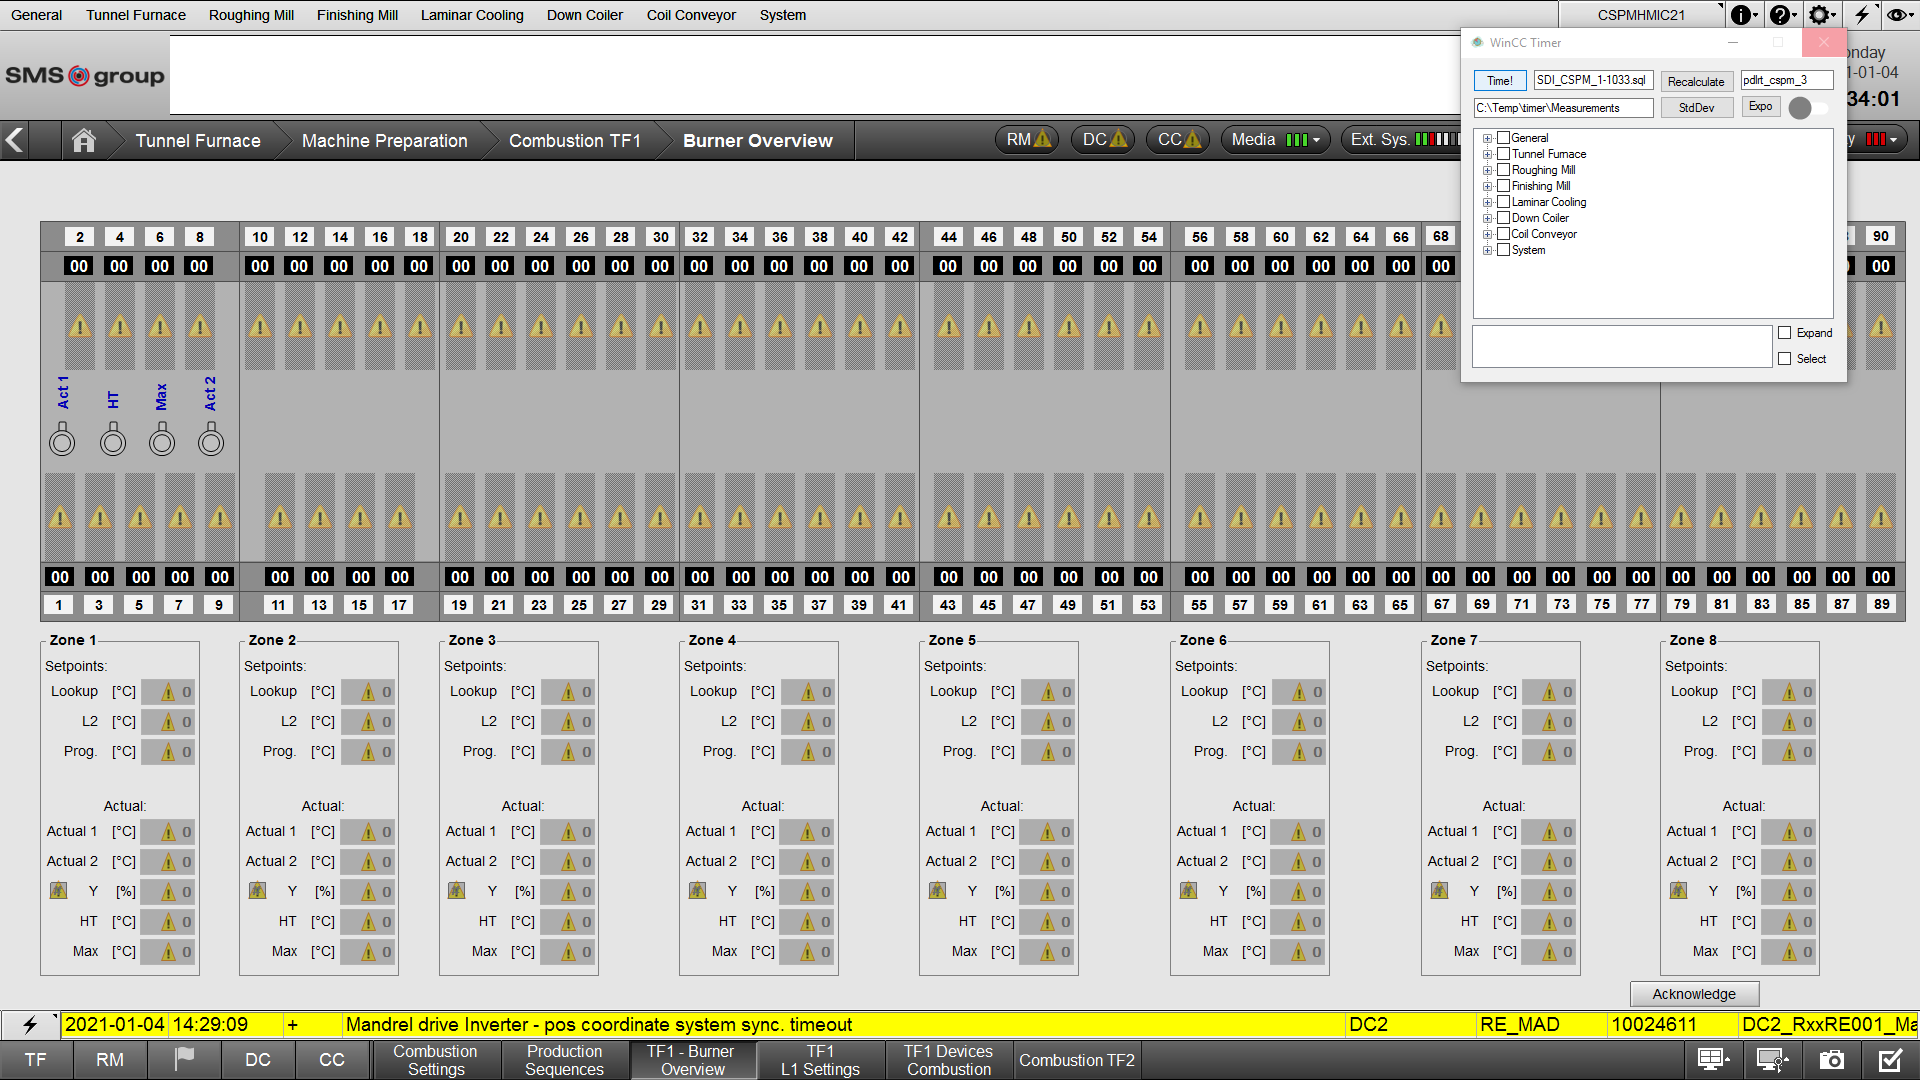 General Tunnel Furnace Roughing Mill Finishing Mill Laminar Cooling Down Coiler Coil Conveyor System CSPMHMIC21
SMS group
WinCC Timer
Time! SDI_CSPM_1-1033.sql Recalculate pdlrt_cspm_3
C:\Temp\timer\Measurements StdDev Expo
General
Tunnel Furnace
Roughing Mill
Finishing Mill
Laminar Cooling
Down Coiler
Coil Conveyor
System
Expand
Select
1-01-04
34:01
Tunnel Furnace Machine Preparation Combustion TF1 Burner Overview RM DC CC Media Ext. Sys.
2 4 6 8 10 12 14 16 18 20 22 24 26 28 30 32 34 36 38 40 42 44 46 48 50 52 54 56 58 60 62 64 66 68 90
00 00 00 00 00 00 00 00 00 00 00 00 00 00 00 00 00 00 00 00 00 00 00 00 00 00 00 00 00 00 00 00 00 00 00
Act 1 HT Max Act 2
00 00 00 00 00 00 00 00 00 00 00 00 00 00 00 00 00 00 00 00 00 00 00 00 00 00 00 00 00 00 00 00 00 00 00 00 00 00 00 00 00 00 00 00 00
1 3 5 7 9 11 13 15 17 19 21 23 25 27 29 31 33 35 37 39 41 43 45 47 49 51 53 55 57 59 61 63 65 67 69 71 73 75 77 79 81 83 85 87 89
Zone 1 Zone 2 Zone 3 Zone 4 Zone 5 Zone 6 Zone 7 Zone 8
Setpoints: Setpoints: Setpoints: Setpoints: Setpoints: Setpoints: Setpoints: Setpoints:
Lookup [°C] 0 Lookup [°C] 0 Lookup [°C] 0 Lookup [°C] 0 Lookup [°C] 0 Lookup [°C] 0 Lookup [°C] 0 Lookup [°C] 0
L2 [°C] 0 L2 [°C] 0 L2 [°C] 0 L2 [°C] 0 L2 [°C] 0 L2 [°C] 0 L2 [°C] 0 L2 [°C] 0
Prog. [°C] 0 Prog. [°C] 0 Prog. [°C] 0 Prog. [°C] 0 Prog. [°C] 0 Prog. [°C] 0 Prog. [°C] 0 Prog. [°C] 0
Actual: Actual: Actual: Actual: Actual: Actual: Actual: Actual:
Actual 1 [°C] 0 Actual 1 [°C] 0 Actual 1 [°C] 0 Actual 1 [°C] 0 Actual 1 [°C] 0 Actual 1 [°C] 0 Actual 1 [°C] 0 Actual 1 [°C] 0
Actual 2 [°C] 0 Actual 2 [°C] 0 Actual 2 [°C] 0 Actual 2 [°C] 0 Actual 2 [°C] 0 Actual 2 [°C] 0 Actual 2 [°C] 0 Actual 2 [°C] 0
Y [%] 0 Y [%] 0 Y [%] 0 Y [%] 0 Y [%] 0 Y [%] 0 Y [%] 0 Y [%] 0
HT [°C] 0 HT [°C] 0 HT [°C] 0 HT [°C] 0 HT [°C] 0 HT [°C] 0 HT [°C] 0 HT [°C] 0
Max [°C] 0 Max [°C] 0 Max [°C] 0 Max [°C] 0 Max [°C] 0 Max [°C] 0 Max [°C] 0 Max [°C] 0
Acknowledge
2021-01-04 14:29:09 + Mandrel drive Inverter - pos coordinate system sync. timeout DC2 RE_MAD 10024611 DC2_RxxRE001_Ma
TF RM DC CC
Combustion Settings
Production Sequences
TF1 - Burner Overview
TF1 L1 Settings
TF1 Devices Combustion
Combustion TF2